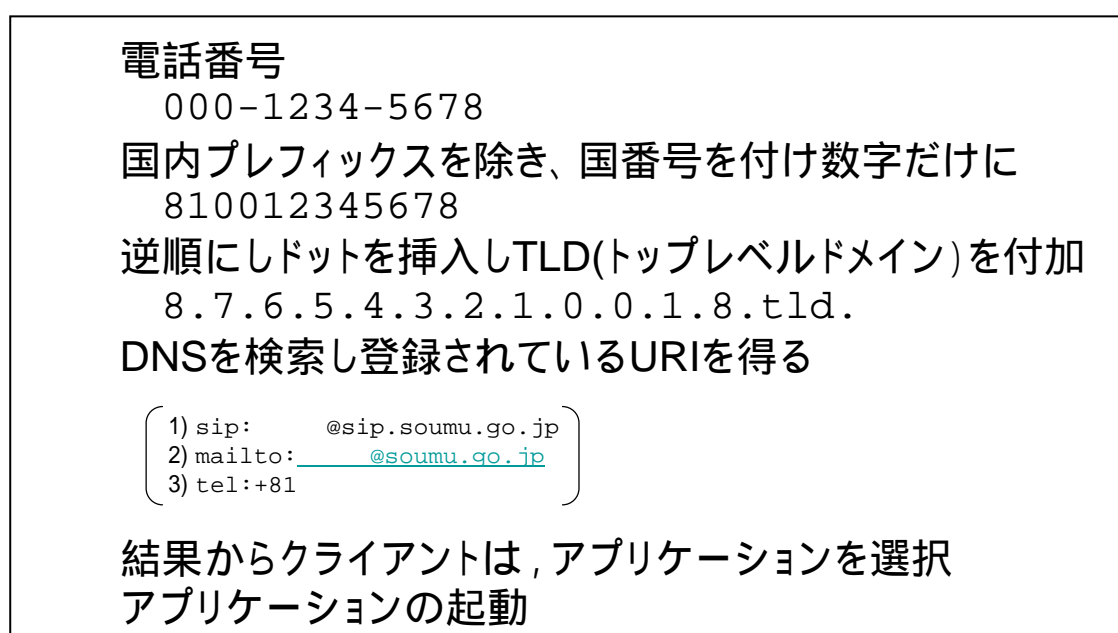 電話番号
000-1234-5678
国内プレフィックスを除き、国番号を付け数字だけに
810012345678
逆順にしドットを挿入しTLD(トップレベルドメイン)を付加
8.7.6.5.4.3.2.1.0.0.1.8.tld.
DNSを検索し登録されているURIを得る
1) sip: @sip.soumu.go.jp
2) mailto: @soumu.go.jp
3) tel:+81
結果からクライアントは,アプリケーションを選択
アプリケーションの起動